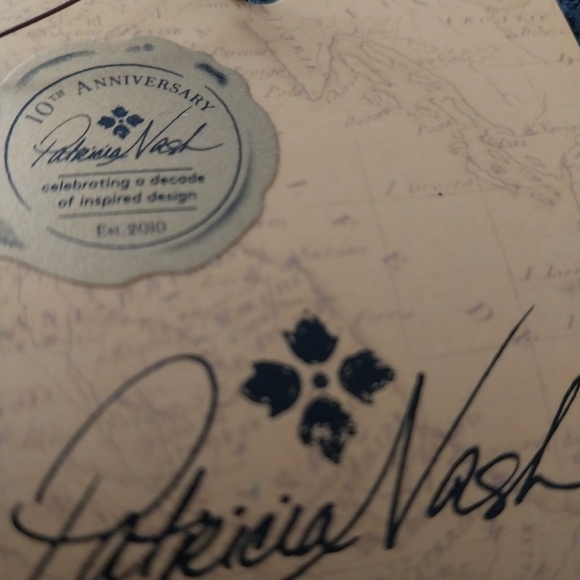 10TH ANNIVERSARY
Patricia Nash
celebrating a decade
of inspired design
Est. 2010
Patricia Nash